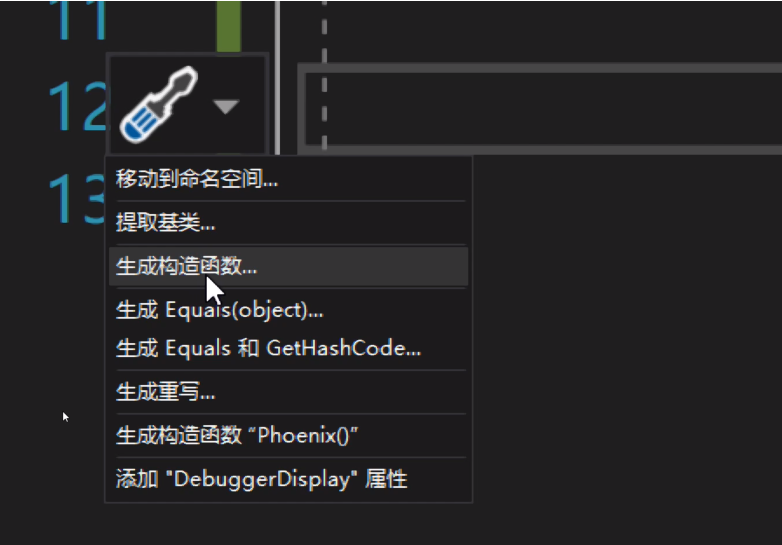 11
12
13
移动到命名空间...
提取基类...
生成构造函数...
生成 Equals(object)...
生成 Equals 和 GetHashCode...
生成重写...
生成构造函数 “Phoenix()”
添加 "DebuggerDisplay" 属性